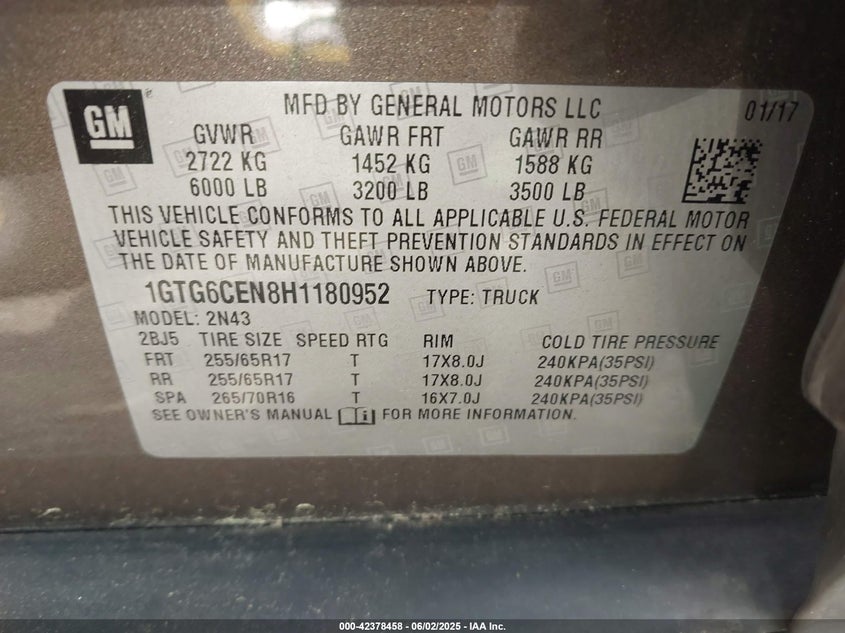 GM
MFD BY GENERAL MOTORS LLC 01/17
GVWR GAWR FRT GAWR RR
2722 KG 1452 KG 1588 KG
6000 LB 3200 LB 3500 LB
THIS VEHICLE CONFORMS TO ALL APPLICABLE U.S. FEDERAL MOTOR
VEHICLE SAFETY AND THEFT PREVENTION STANDARDS IN EFFECT ON
THE DATE OF MANUFACTURE SHOWN ABOVE.
1GTG6CEN8H1180952 TYPE: TRUCK
MODEL: 2N43
2BJ5 TIRE SIZE SPEED RTG RIM COLD TIRE PRESSURE
FRT 255/65R17 T 17X8.0J 240KPA(35PSI)
RR 255/65R17 T 17X8.0J 240KPA(35PSI)
SPA 265/70R16 T 16X7.0J 240KPA(35PSI)
SEE OWNER'S MANUAL FOR MORE INFORMATION.
000-42378458 - 06/02/2025 - IAA Inc.